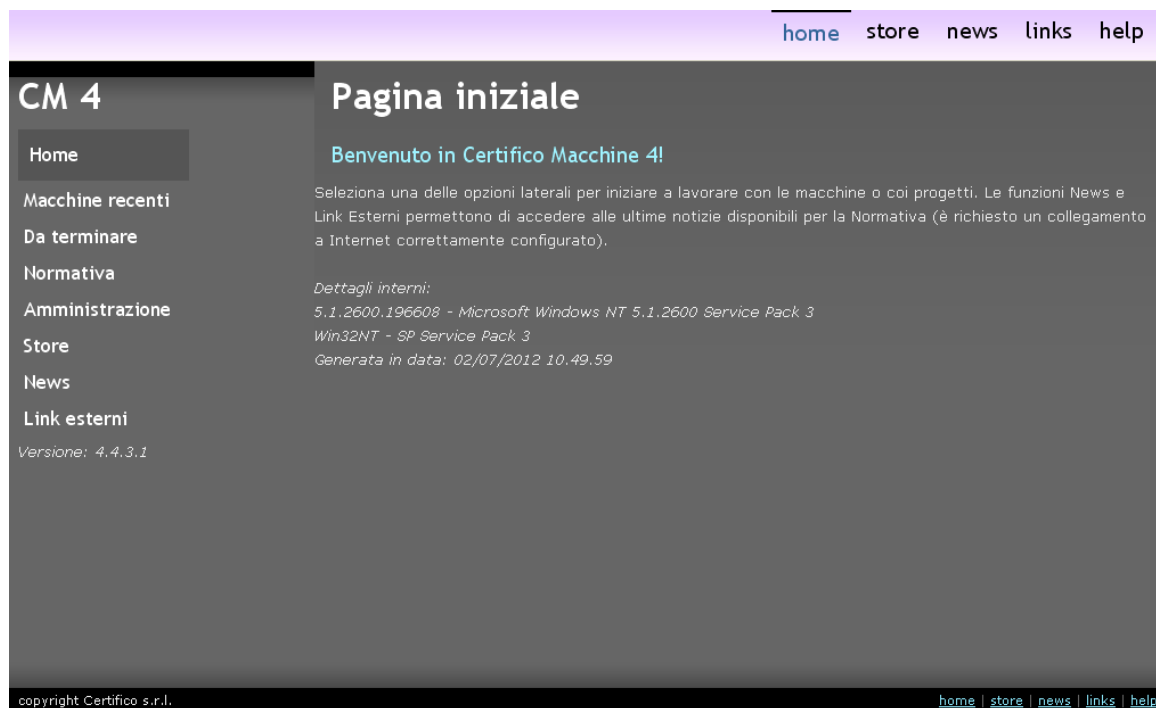 home store news links help
CM 4
Home
Macchine recenti
Da terminare
Normativa
Amministrazione
Store
News
Link esterni
Versione: 4.4.3.1
Pagina iniziale
Benvenuto in Certifico Macchine 4!
Seleziona una delle opzioni laterali per iniziare a lavorare con le macchine o coi progetti. Le funzioni News e
Link Esterni permettono di accedere alle ultime notizie disponibili per la Normativa (è richiesto un collegamento
a Internet correttamente configurato).
Dettagli interni:
5.1.2600.196608 - Microsoft Windows NT 5.1.2600 Service Pack 3
Win32NT - SP Service Pack 3
Generata in data: 02/07/2012 10.49.59
copyright Certifico s.r.l.
home | store | news | links | help